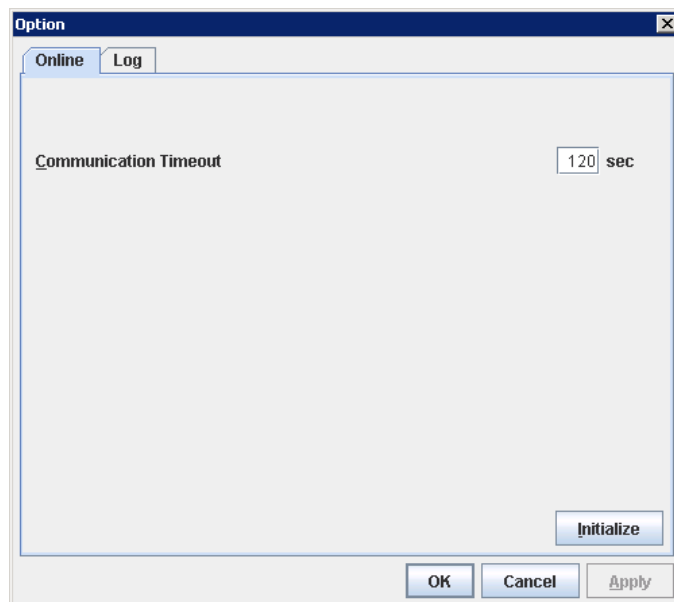 Option
Online Log
Communication Timeout 120 sec
Initialize
OK Cancel Apply